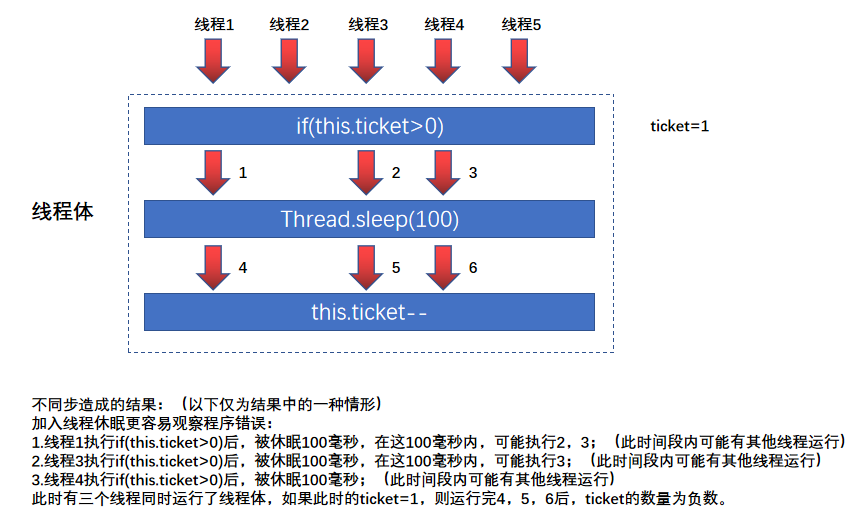 线程1 线程2 线程3 线程4 线程5
if(this.ticket>0)
ticket=1
1 2 3
线程体
Thread.sleep(100)
4 5 6
this.ticket--
不同步造成的结果：（以下仅为结果中的一种情形）
加入线程休眠更容易观察程序错误：
1.线程1执行if(this.ticket>0)后，被休眠100毫秒，在这100毫秒内，可能执行2，3；（此时间段内可能有其他线程运行）
2.线程3执行if(this.ticket>0)后，被休眠100毫秒，可能执行3；（此时间段内可能有其他线程运行）
3.线程4执行if(this.ticket>0)后，被休眠100毫秒；（此时间段内可能有其他线程运行）
此时有三个线程同时运行了线程体，如果此时的ticket=1，则运行完4，5，6后，ticket的数量为负数。